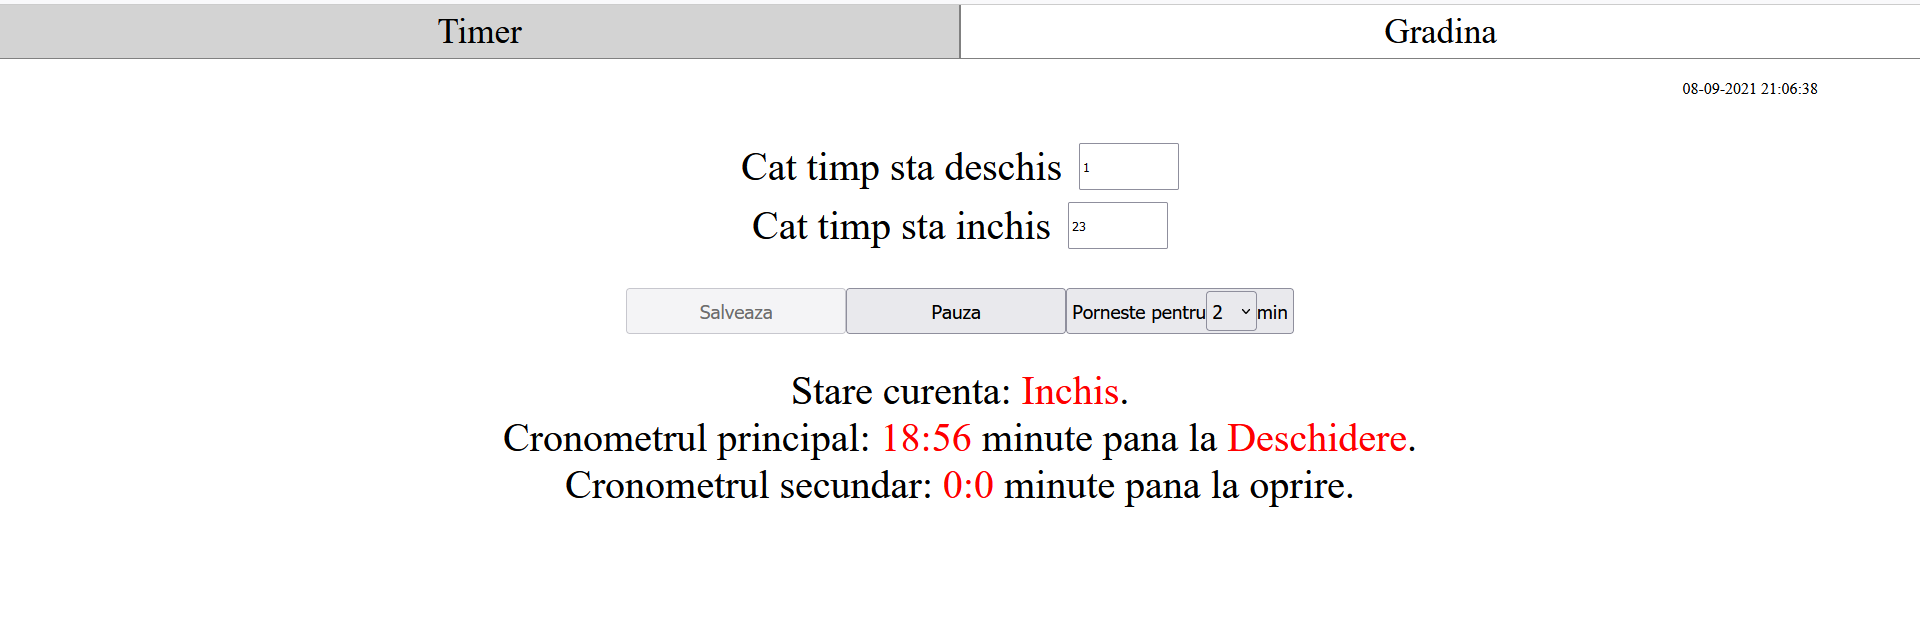 Timer Gradina
08-09-2021 21:06:38
Cat timp sta deschis 1
Cat timp sta inchis 23
Salveaza Pauza Porneste pentru 2 min
Stare curenta: Inchis.
Cronometrul principal: 18:56 minute pana la Deschidere.
Cronometrul secundar: 0:0 minute pana la oprire.